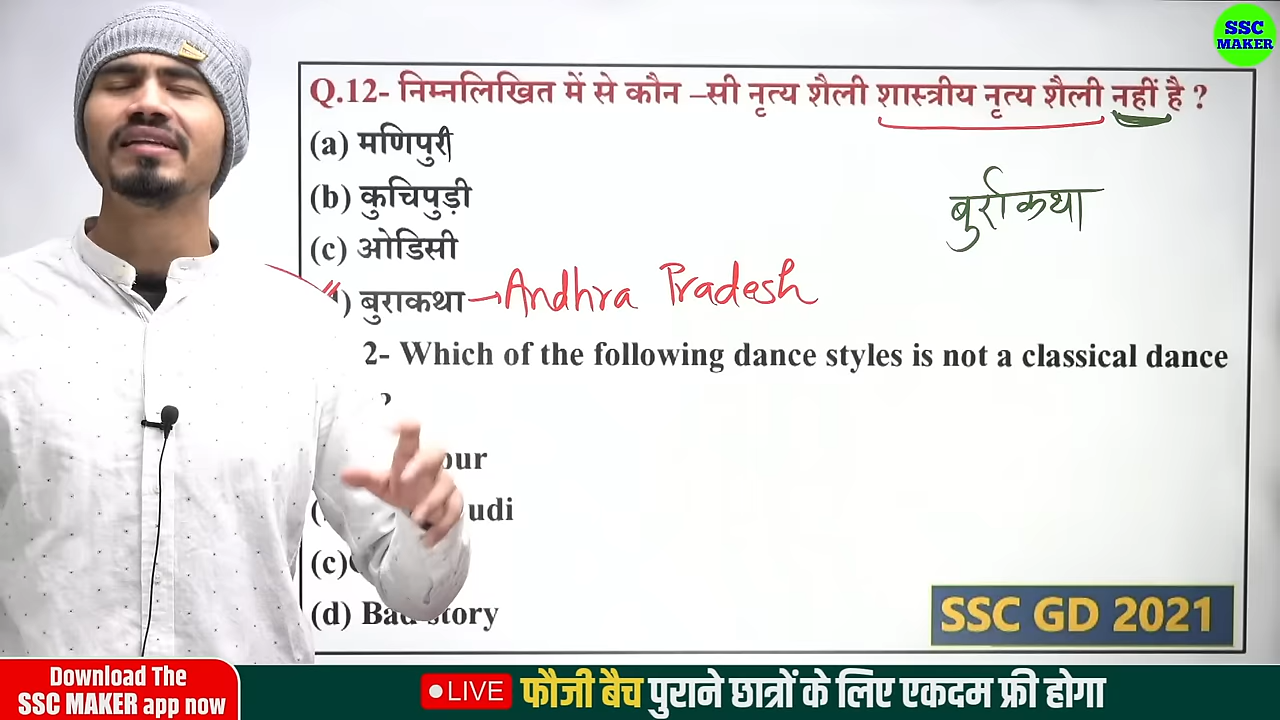 SSC
MAKER
Q.12- निम्नलिखित में से कौन –सी नृत्य शैली शास्त्रीय नृत्य शैली नहीं है ?
(a) मणिपुरी
(b) कुचिपुड़ी
बुर्राकथा
(c) ओडिसी
) बुराकथा → Andhra Pradesh
2- Which of the following dance styles is not a classical dance
?
our
udi
(c)
(d) Bad story
SSC GD 2021
Download The
SSC MAKER app now
LIVE
फौजी बैच पुराने छात्रों के लिए एकदम फ्री होगा